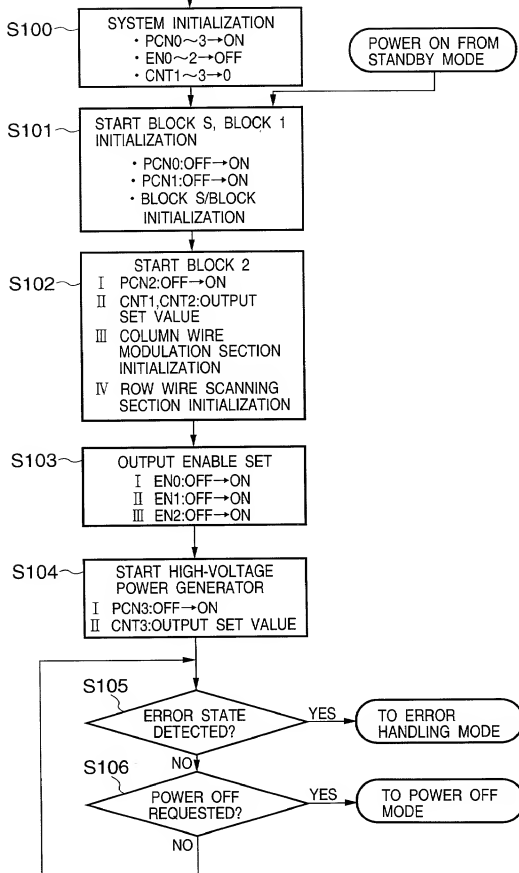 S100
SYSTEM INITIALIZATION
・PCN0~3→ON
・EN0~2→OFF
・CNT1~3→0
POWER ON FROM
STANDBY MODE
S101
START BLOCK S, BLOCK 1
INITIALIZATION
・PCN0:OFF→ON
・PCN1:OFF→ON
・BLOCK S/BLOCK
INITIALIZATION
S102
START BLOCK 2
Ⅰ PCN2:OFF→ON
Ⅱ CNT1,CNT2:OUTPUT
SET VALUE
Ⅲ COLUMN WIRE
MODULATION SECTION
INITIALIZATION
Ⅳ ROW WIRE SCANNING
SECTION INITIALIZATION
S103
OUTPUT ENABLE SET
Ⅰ EN0:OFF→ON
Ⅱ EN1:OFF→ON
Ⅲ EN2:OFF→ON
S104
START HIGH-VOLTAGE
POWER GENERATOR
Ⅰ PCN3:OFF→ON
Ⅱ CNT3:OUTPUT SET VALUE
S105
ERROR STATE
DETECTED?
YES
TO ERROR
HANDLING MODE
NO
S106
POWER OFF
REQUESTED?
YES
TO POWER OFF
MODE
NO